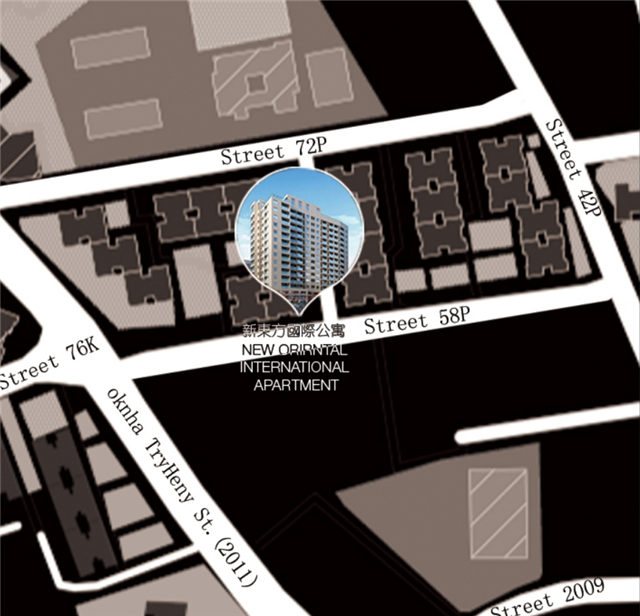 Street 72P
Street 42P
新東方國際公寓
NEW ORIRNTAL
INTERNATIONAL
APARTMENT
Street 58P
Street 76K
oknha TryHeny St. (2011)
Street 2009